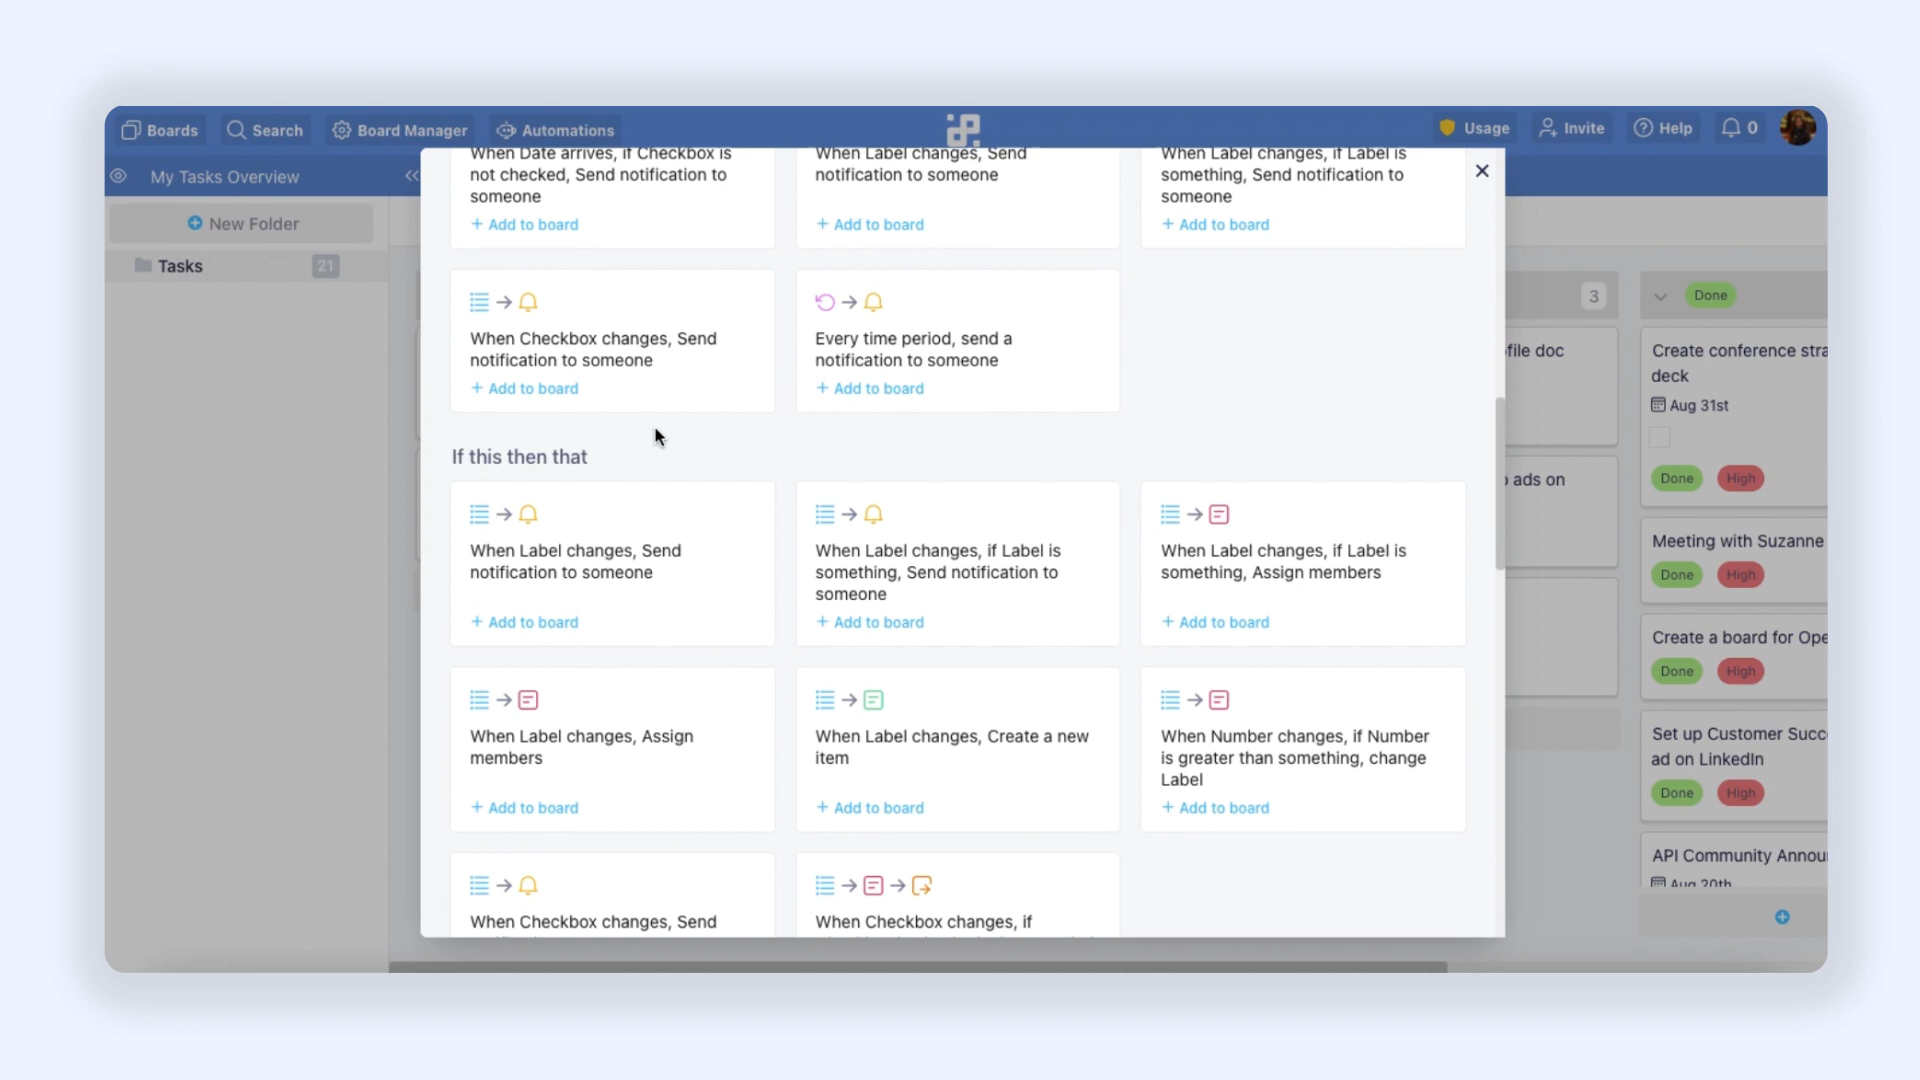 Boards
Search
Board Manager
Automations
Usage
Invite
Help
0
My Tasks Overview
New Folder
Tasks
21
When Date arrives, if Checkbox is
not checked, Send notification to
someone
+ Add to board
When Label changes, Send
notification to someone
+ Add to board
When Label changes, if Label is
something, Send notification to
someone
+ Add to board
When Checkbox changes, Send
notification to someone
+ Add to board
Every time period, send a
notification to someone
+ Add to board
If this then that
When Label changes, Send
notification to someone
+ Add to board
When Label changes, if Label is
something, Send notification to
someone
+ Add to board
When Label changes, if Label is
something, Assign members
+ Add to board
When Label changes, Assign
members
+ Add to board
When Label changes, Create a new
item
+ Add to board
When Number changes, if Number
is greater than something, change
Label
+ Add to board
When Checkbox changes, Send
When Checkbox changes, if
3
file doc
ads on
Done
Create conference stra
deck
Aug 31st
Done
High
Meeting with Suzanne
Done
High
Create a board for Ope
Done
High
Set up Customer Succ
ad on LinkedIn
Done
High
API Community Annou
Aug 20th